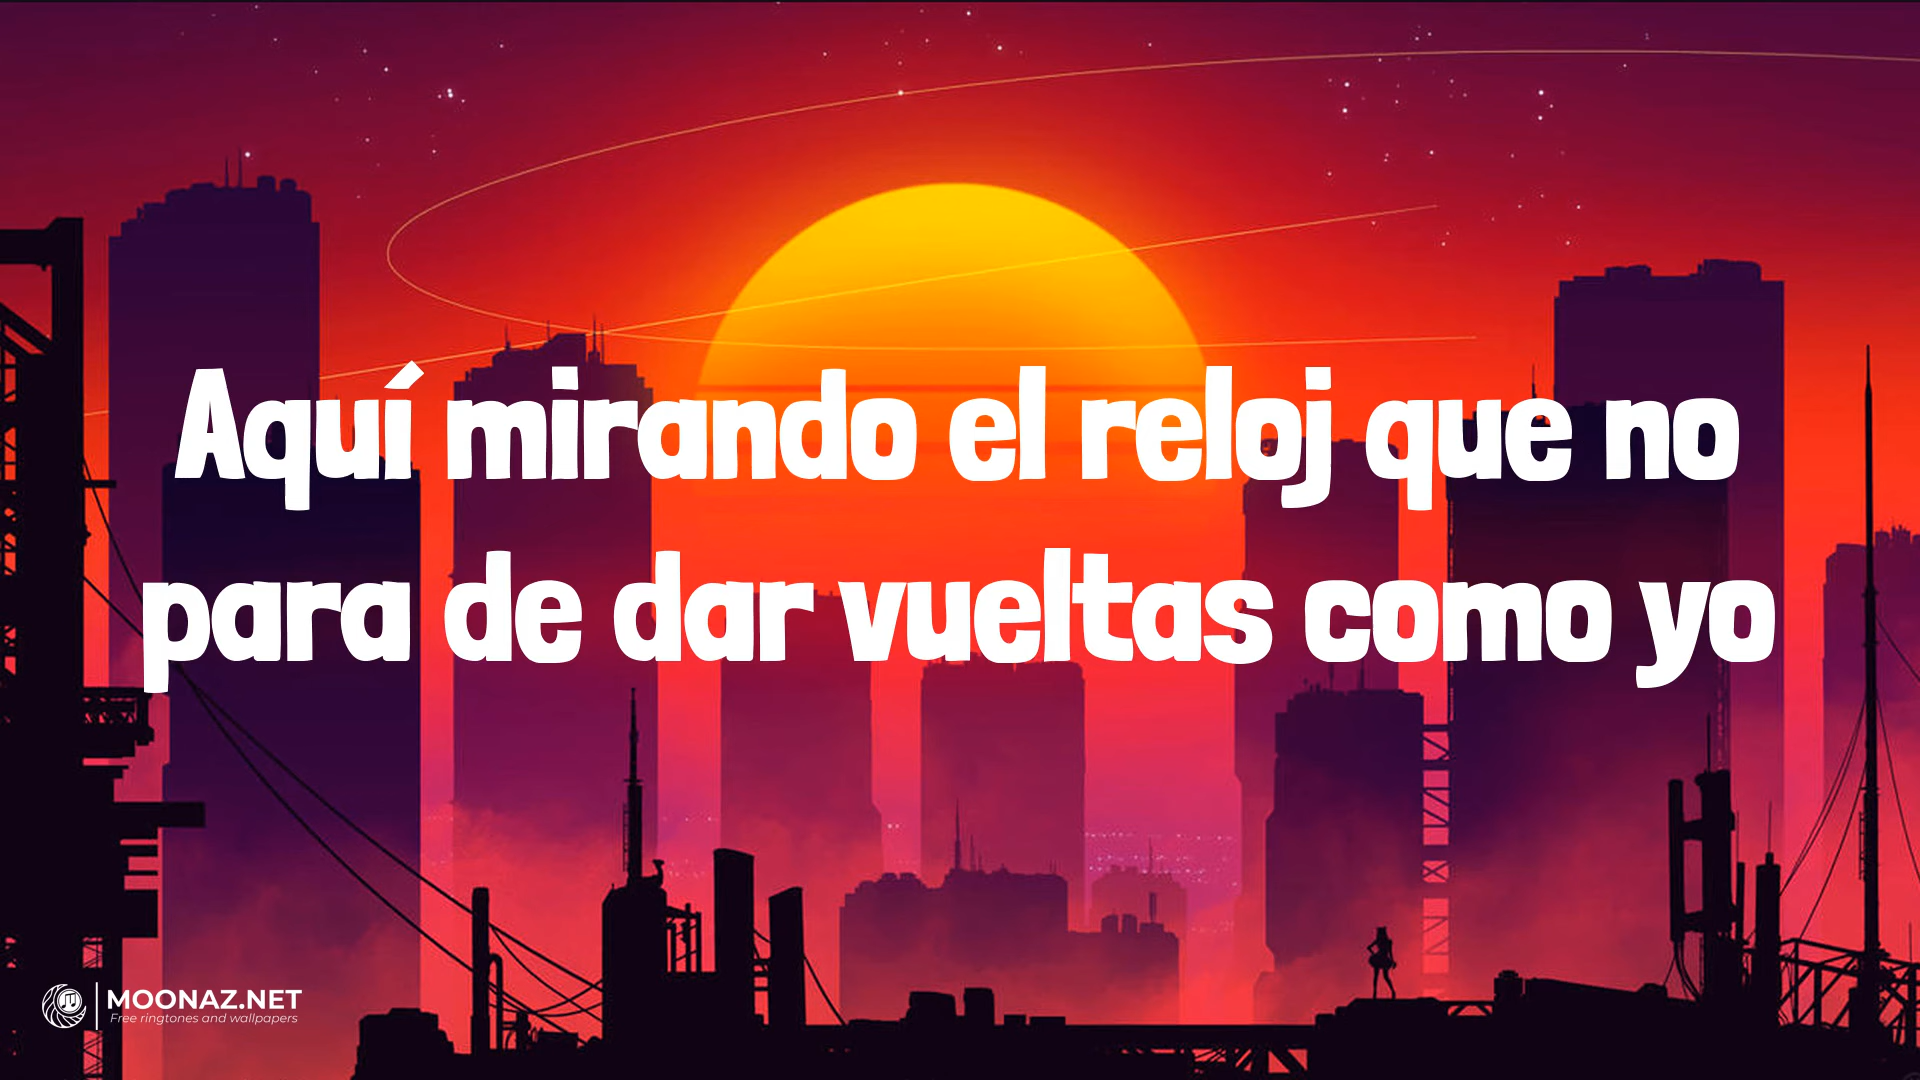 Aquí mirando el reloj que no
para de dar vueltas como yo
MOONAZ.NET
Free ringtones and wallpapers